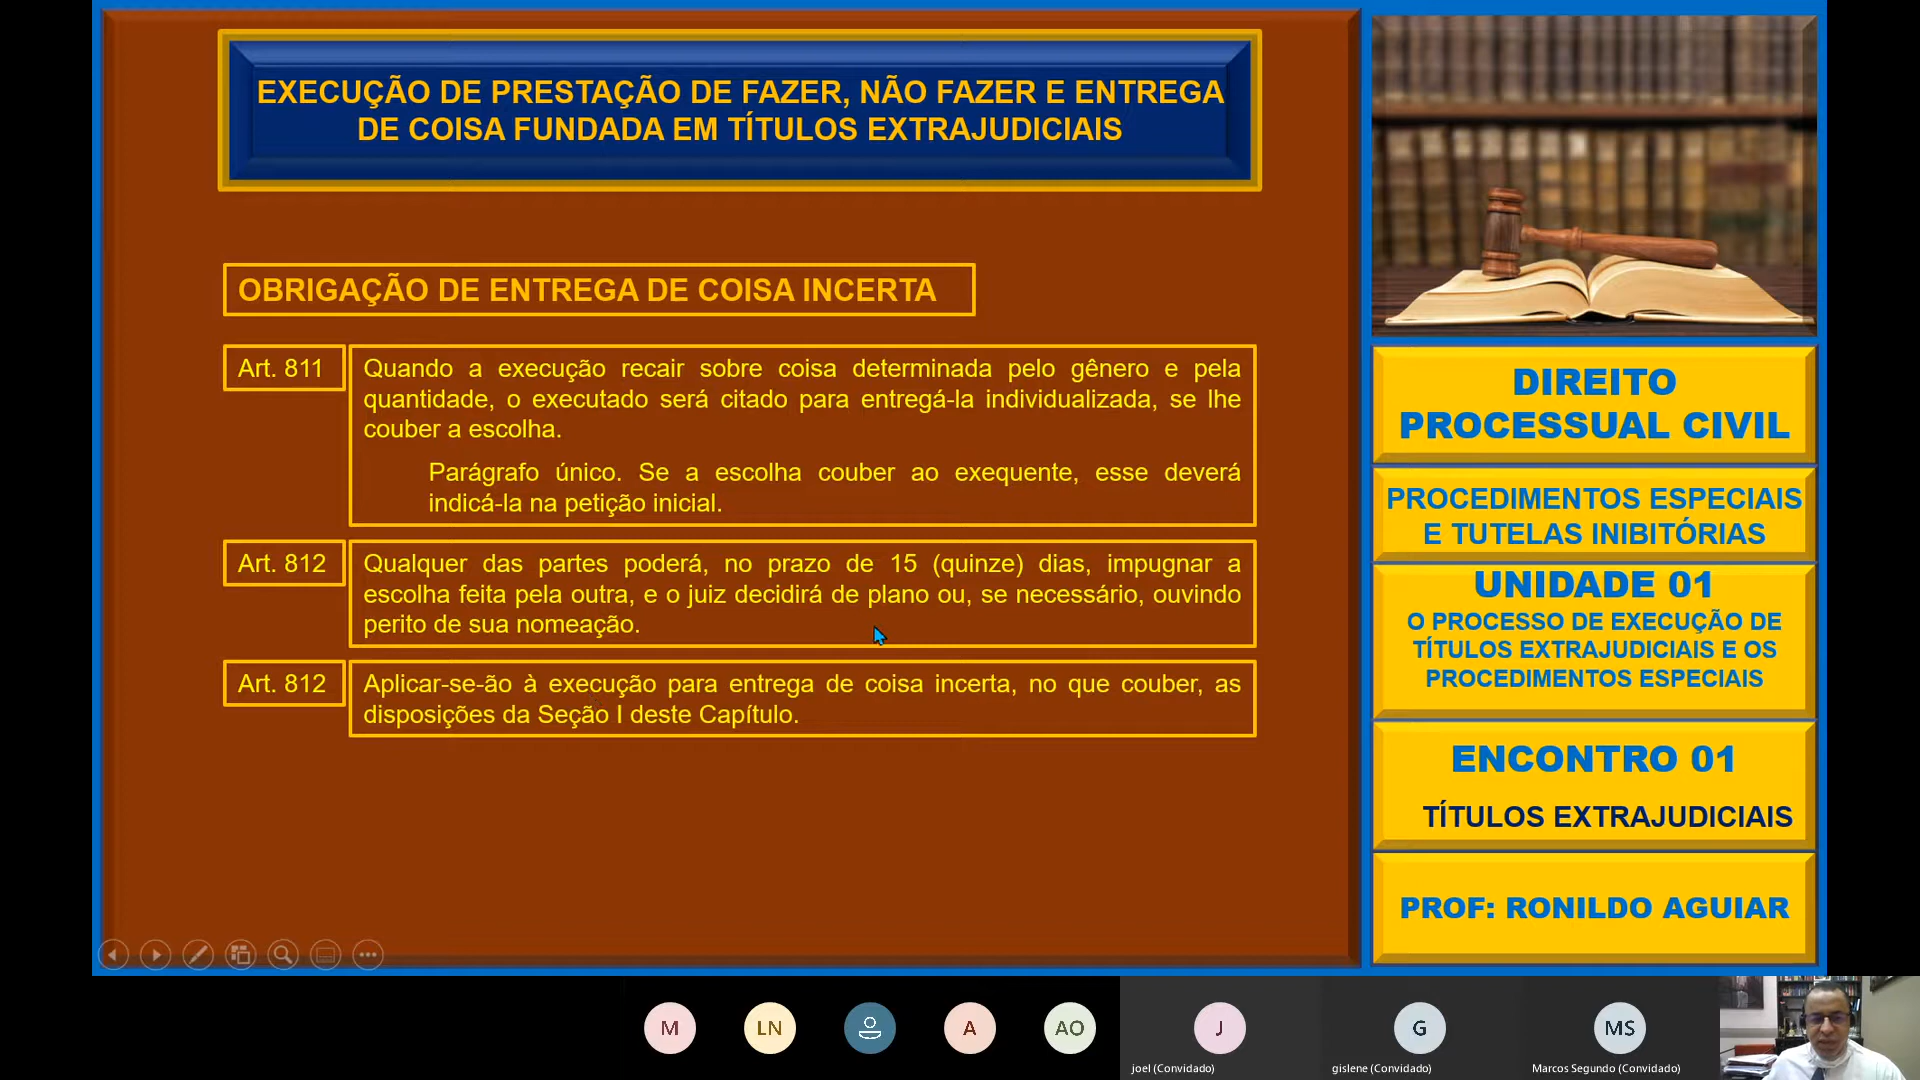 EXECUÇÃO DE PRESTAÇÃO DE FAZER, NÃO FAZER E ENTREGA
DE COISA FUNDADA EM TÍTULOS EXTRAJUDICIAIS
OBRIGAÇÃO DE ENTREGA DE COISA INCERTA
Art. 811
Quando a execução recair sobre coisa determinada pelo gênero e pela
quantidade, o executado será citado para entregá-la individualizada, se lhe
couber a escolha.
Parágrafo único. Se a escolha couber ao exequente, esse deverá
indicá-la na petição inicial.
Art. 812
Qualquer das partes poderá, no prazo de 15 (quinze) dias, impugnar a
escolha feita pela outra, e o juiz decidirá de plano ou, se necessário, ouvindo
perito de sua nomeação.
Art. 812
Aplicar-se-ão à execução para entrega de coisa incerta, no que couber, as
disposições da Seção I deste Capítulo.
DIREITO
PROCESSUAL CIVIL
PROCEDIMENTOS ESPECIAIS
E TUTELAS INIBITÓRIAS
UNIDADE 01
O PROCESSO DE EXECUÇÃO DE
TÍTULOS EXTRAJUDICIAIS E OS
PROCEDIMENTOS ESPECIAIS
ENCONTRO 01
TÍTULOS EXTRAJUDICIAIS
PROF: RONILDO AGUIAR
M
LN
A
AO
J
G
MS
joel (Convidado)
gislene (Convidado)
Marcos Segundo (Convidado)